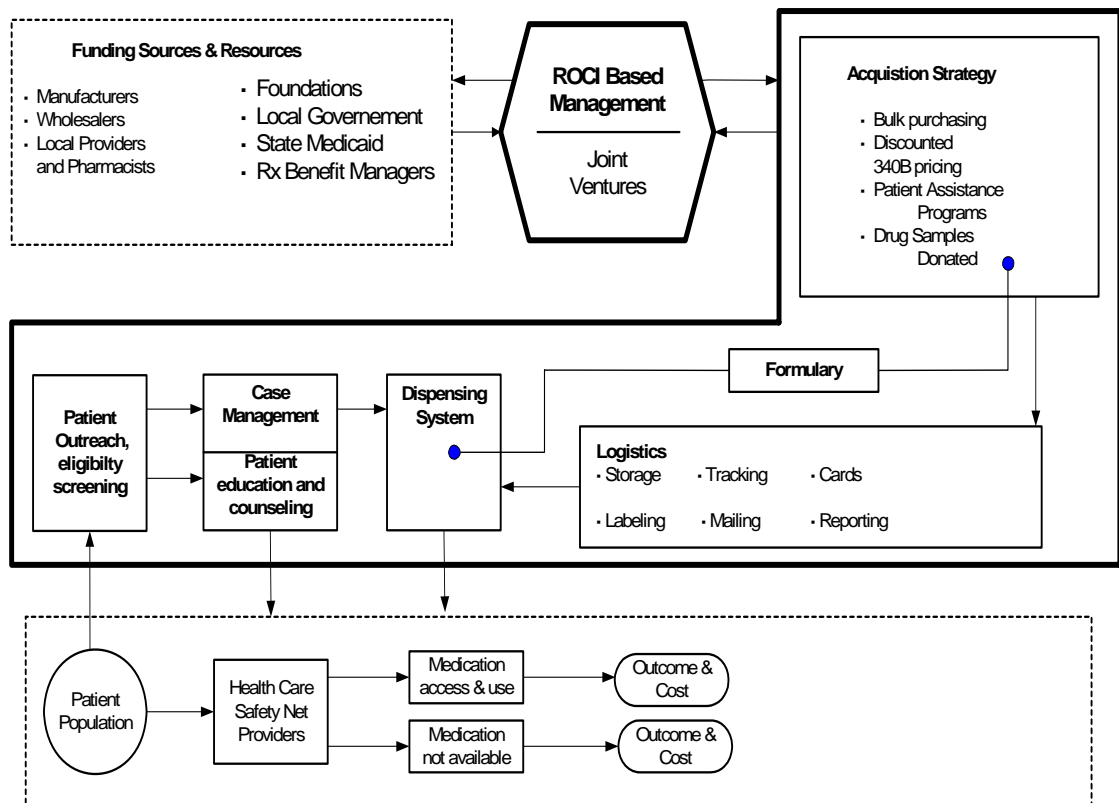 Funding Sources & Resources
· Manufacturers
· Wholesalers
· Local Providers
and Pharmacists
· Foundations
· Local Governement
· State Medicaid
· Rx Benefit Managers
ROCI Based
Management
Joint
Ventures
Acquistion Strategy
· Bulk purchasing
· Discounted
340B pricing
· Patient Assistance
Programs
· Drug Samples
Donated
Formulary
Patient
Outreach,
eligibilty
screening
Case
Management
Patient
education and
counseling
Dispensing
System
Logistics
· Storage · Tracking · Cards
· Labeling · Mailing · Reporting
Patient
Population
Health Care
Safety Net
Providers
Medication
access & use
Outcome &
Cost
Medication
not available
Outcome &
Cost